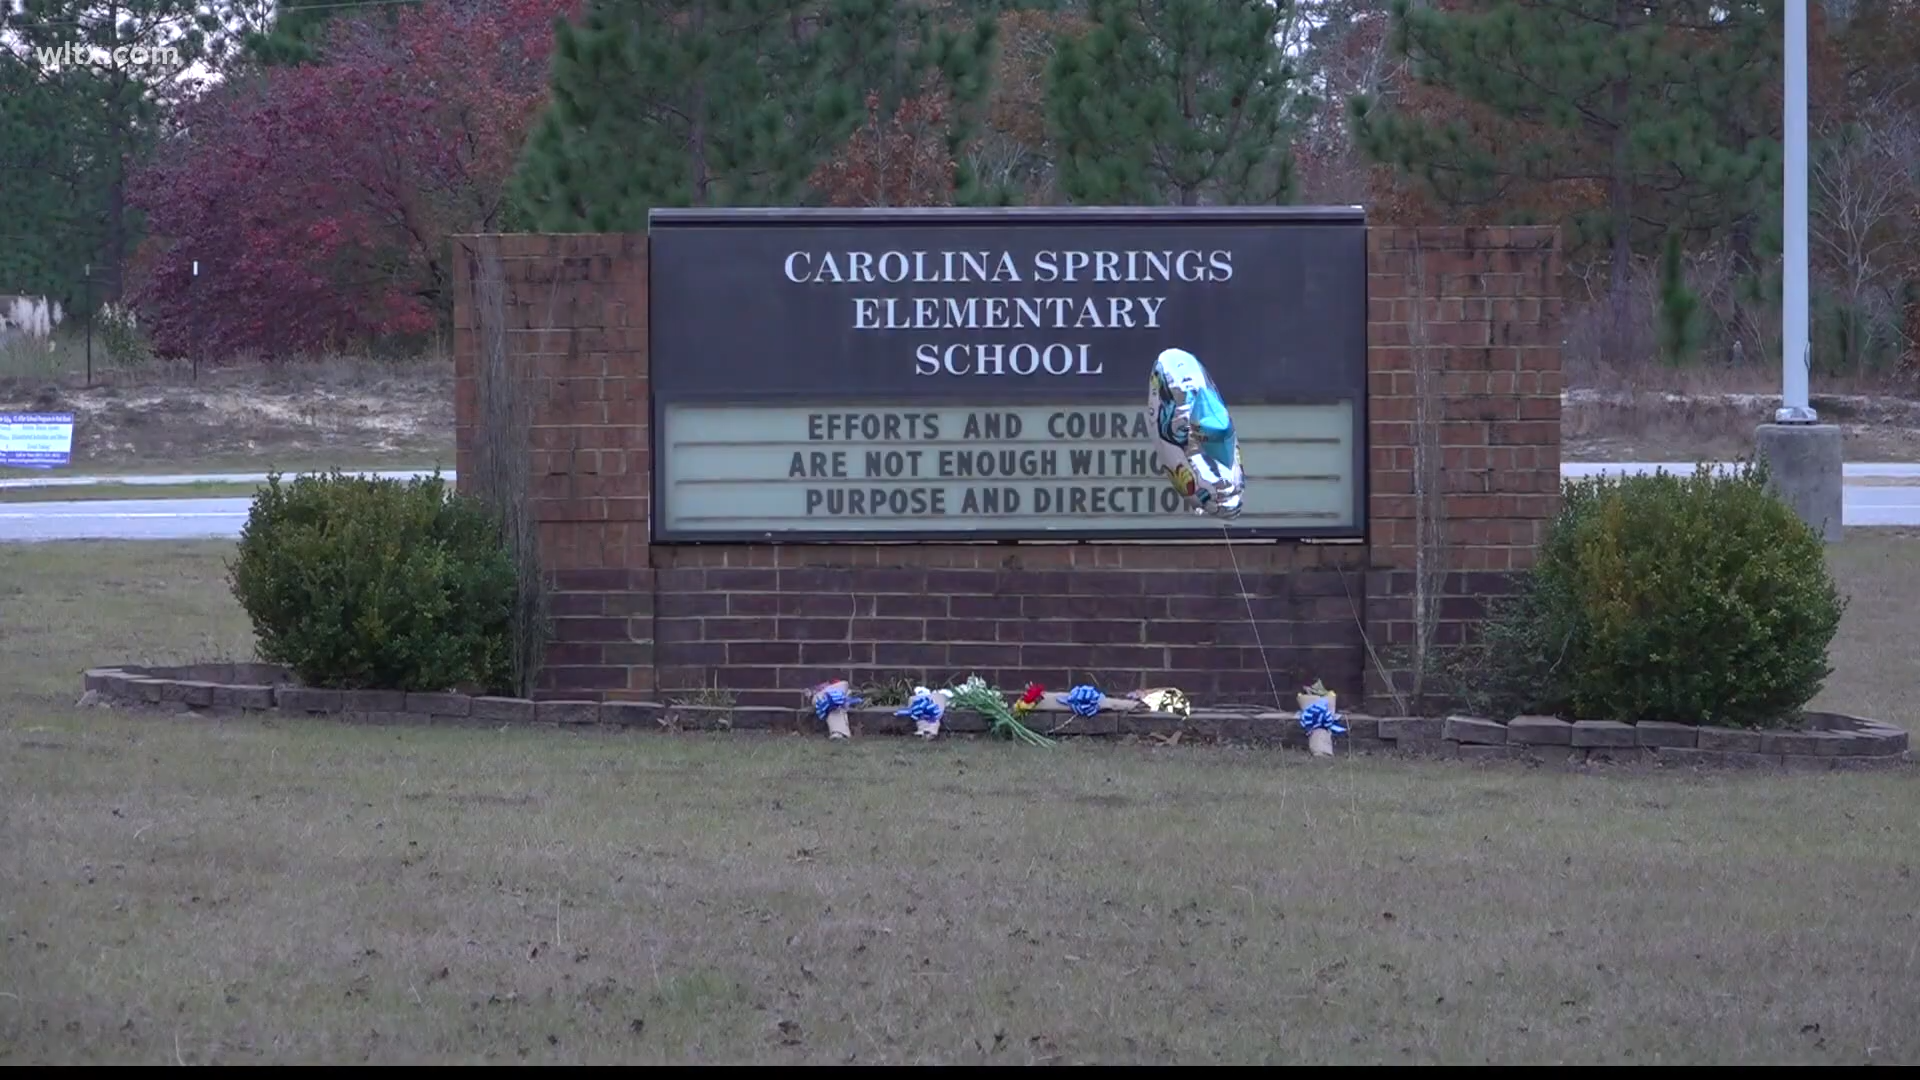 wltx.com
CAROLINA SPRINGS
ELEMENTARY
SCHOOL
EFFORTS AND COURA
ARE NOT ENOUGH WITHO
PURPOSE AND DIRECTIO